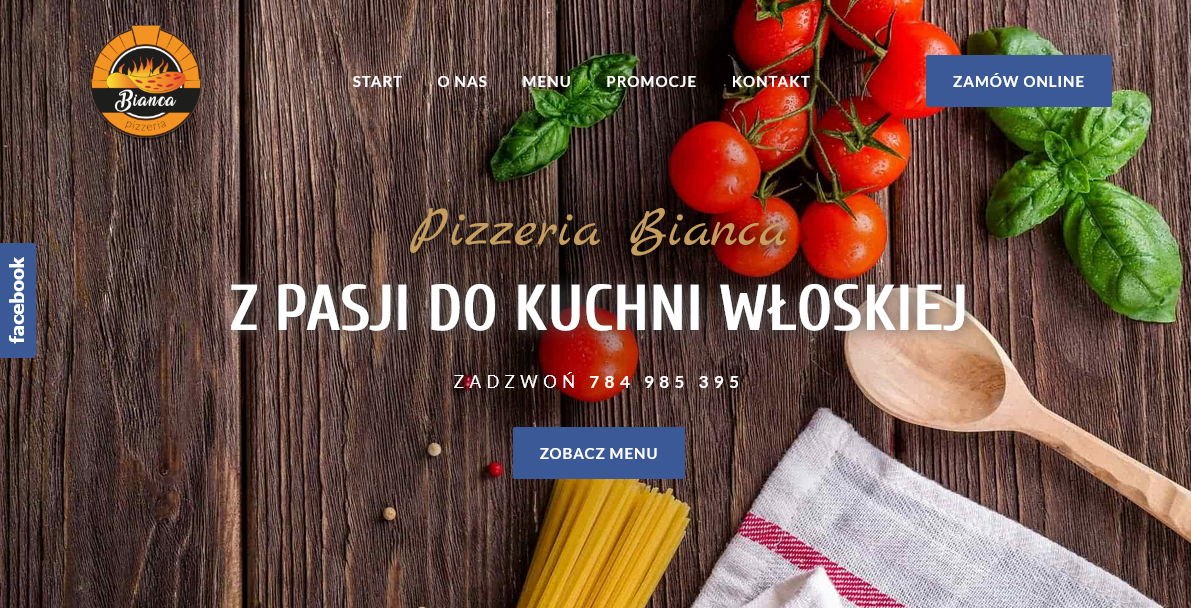 Bianca
pizzeria
START O NAS MENU PROMOCJE KONTAKT
ZAMÓW ONLINE
Pizzeria Bianca
Z PASJI DO KUCHNI WŁOSKIEJ
facebook
ZADZWOŃ 784 985 395
ZOBACZ MENU